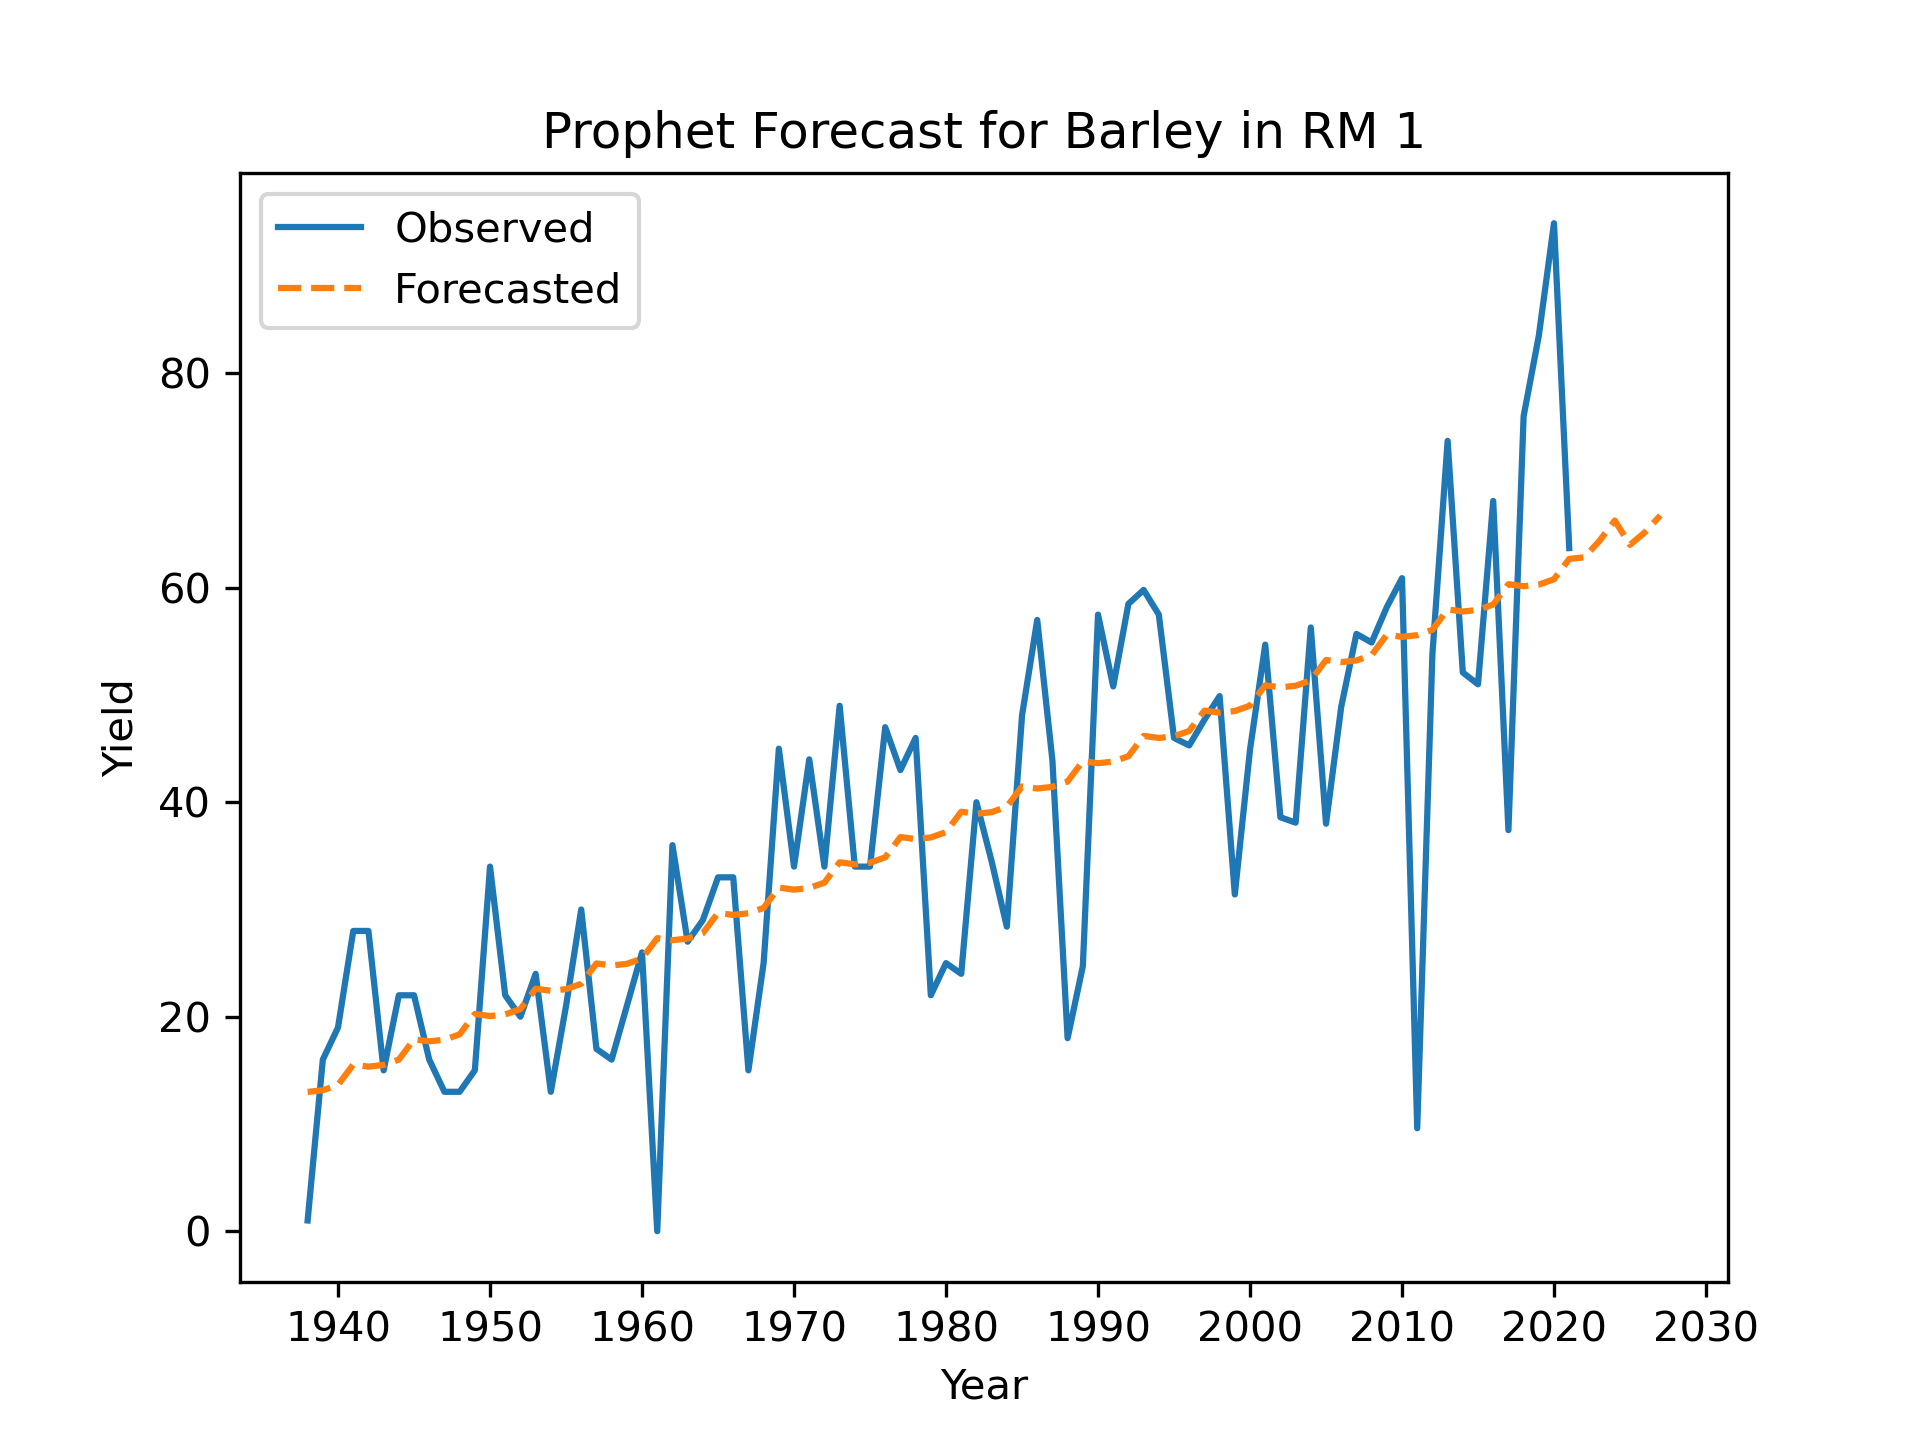 Prophet Forecast for Barley in RM 1
Observed
Forecasted
80
60
40
20
0
Yield
1940 1950 1960 1970 1980 1990 2000 2010 2020 2030
Year